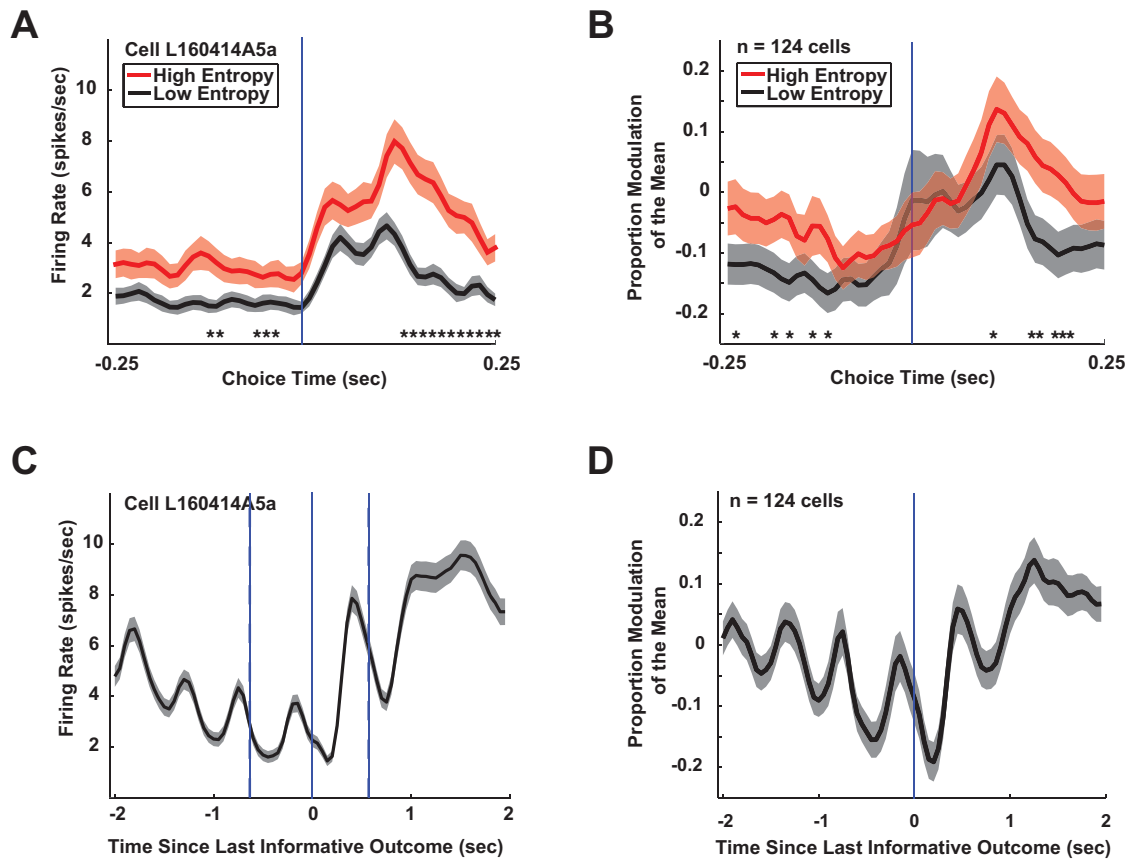 A
Cell L160414A5a
High Entropy
Low Entropy
Firing Rate (spikes/sec)
10
8
6
4
2
** *** *************
-0.25
0.25
Choice Time (sec)
B
n = 124 cells
High Entropy
Low Entropy
Proportion Modulation
of the Mean
0.2
0.1
0
-0.1
-0.2
* * * * * * ** ***
-0.25
0.25
Choice Time (sec)
C
Cell L160414A5a
Firing Rate (spikes/sec)
10
8
6
4
2
-2
-1
0
1
2
Time Since Last Informative Outcome (sec)
D
n = 124 cells
Proportion Modulation
of the Mean
0.2
0.1
0
-0.1
-0.2
-2
-1
0
1
2
Time Since Last Informative Outcome (sec)